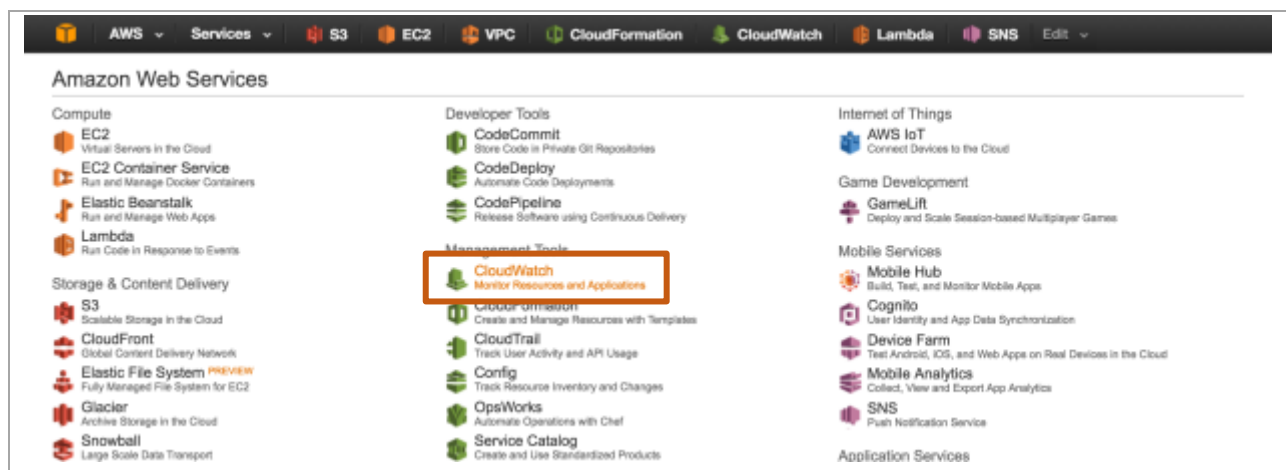 AWS Services S3 EC2 VPC CloudFormation CloudWatch Lambda SNS Edit
Amazon Web Services
Compute
EC2
Virtual Servers in the Cloud
EC2 Container Service
Run and Manage Docker Containers
Elastic Beanstalk
Run and Manage Web Apps
Lambda
Run Code in Response to Events
Storage & Content Delivery
S3
Scalable Storage in the Cloud
CloudFront
Global Content Delivery Network
Elastic File System PREVIEW
Fully Managed File System for EC2
Glacier
Archive Storage in the Cloud
Snowball
Large Scale Data Transport
Developer Tools
CodeCommit
Store Code in Private Git Repositories
CodeDeploy
Automate Code Deployments
CodePipeline
Release Software using Continuous Delivery
Management Tools
CloudWatch
Monitor Resources and Applications
CloudFormation
Create and Manage Resources with Templates
CloudTrail
Track User Activity and API Usage
Config
Track Resource Inventory and Changes
OpsWorks
Automate Operations with Chef
Service Catalog
Create and Use Standardized Products
Internet of Things
AWS IoT
Connect Devices to the Cloud
Game Development
GameLift
Deploy and Scale Session-based Multiplayer Games
Mobile Services
Mobile Hub
Build, Test, and Monitor Mobile Apps
Cognito
User Identity and App Data Synchronization
Device Farm
Test Android, iOS, and Web Apps on Real Devices in the Cloud
Mobile Analytics
Collect, View and Export App Analytics
SNS
Push Notification Service
Application Services